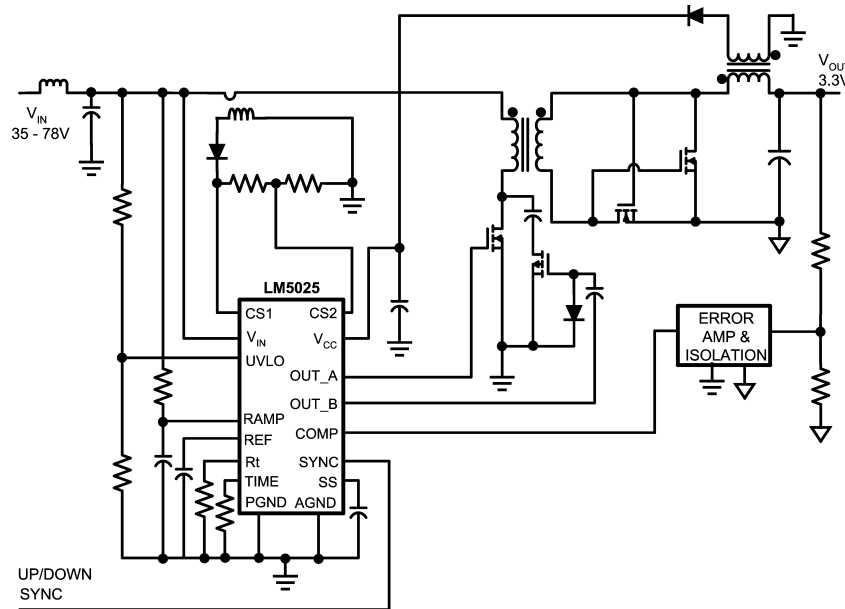 V_OUT
3.3V
V_IN
35 - 78V
LM5025
CS1 CS2
V_IN V_CC
UVLO
OUT_A
OUT_B
RAMP
COMP
REF
Rt SYNC
TIME SS
PGND AGND
ERROR
AMP &
ISOLATION
UP/DOWN
SYNC